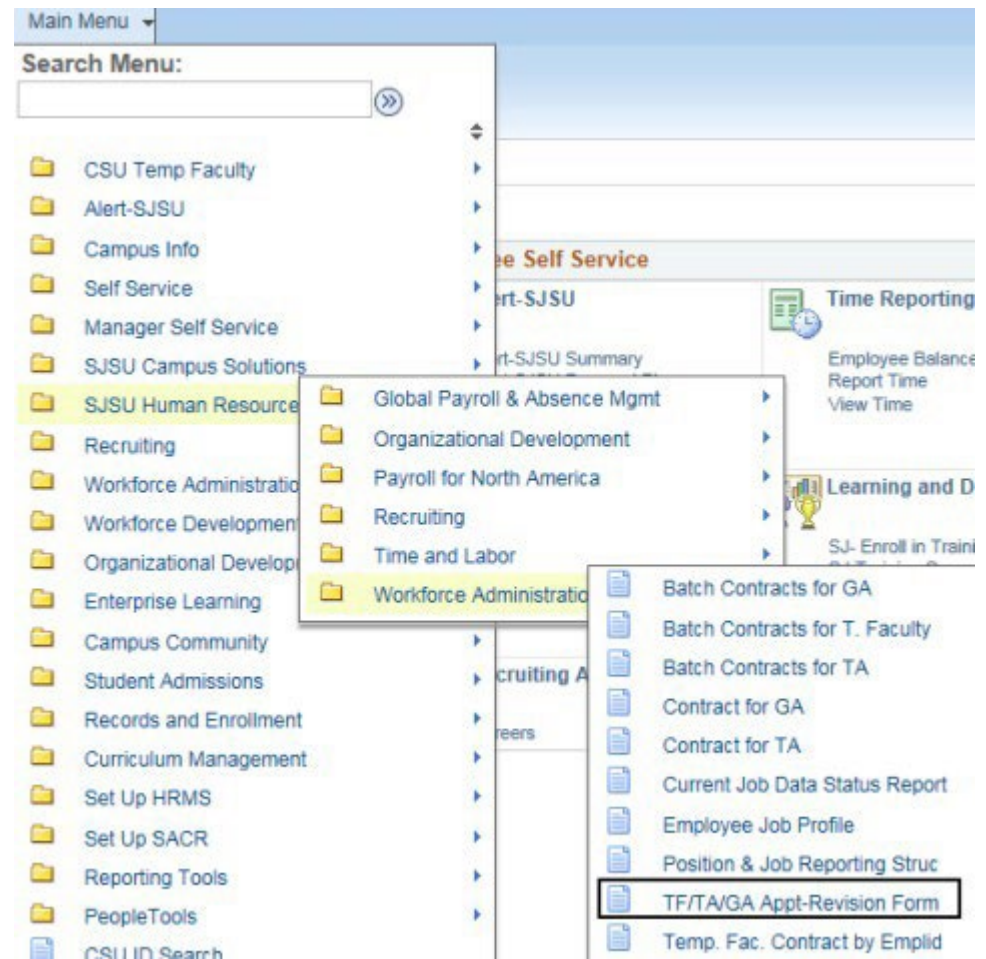 Main Menu
Search Menu:
CSU Temp Faculty
Alert-SJSU
Campus Info
Self Service
Manager Self Service
SJSU Campus Solutions
SJSU Human Resource
Recruiting
Workforce Administratio
Workforce Development
Organizational Develop
Enterprise Learning
Campus Community
Student Admissions
Records and Enrollment
Curriculum Management
Set Up HRMS
Set Up SACR
Reporting Tools
PeopleTools
CSU ID Search
Global Payroll & Absence Mgmt
Organizational Development
Payroll for North America
Recruiting
Time and Labor
Workforce Administratio
Batch Contracts for GA
Batch Contracts for T. Faculty
Batch Contracts for TA
Contract for GA
Contract for TA
Current Job Data Status Report
Employee Job Profile
Position & Job Reporting Struc
TF/TA/GA Appt-Revision Form
Temp. Fac. Contract by Emplid
ee Self Service
ert-SJSU
rt-SJSU Summary
cruiting A
reers
Time Reporting
Employee Balance
Report Time
View Time
Learning and D
SJ- Enroll in Traini